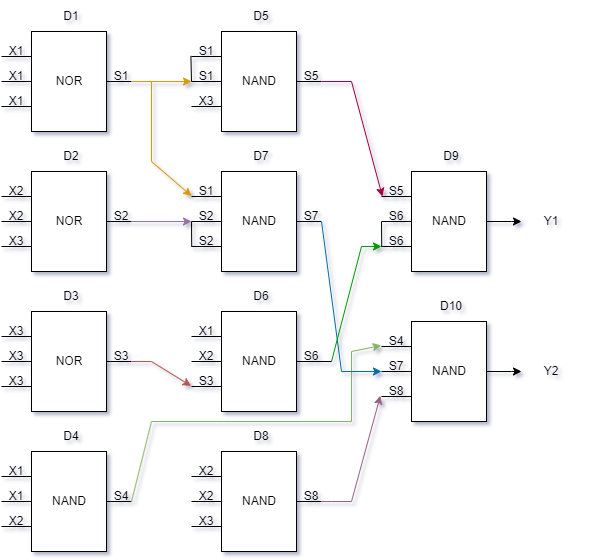 D1 D5
X1 S1
X1 NOR S1 S1 NAND S5
X1 X3
D2 D7 D9
X2 S1 S5
X2 NOR S2 S2 NAND S7 S6 NAND Y1
X3 S2 S6
D3 D6 D10
X3 X1 S4
X3 NOR S3 X2 NAND S6 S7 NAND Y2
X3 S3 S8
D4 D8
X1 X2
X1 NAND S4 X2 NAND S8
X2 X3